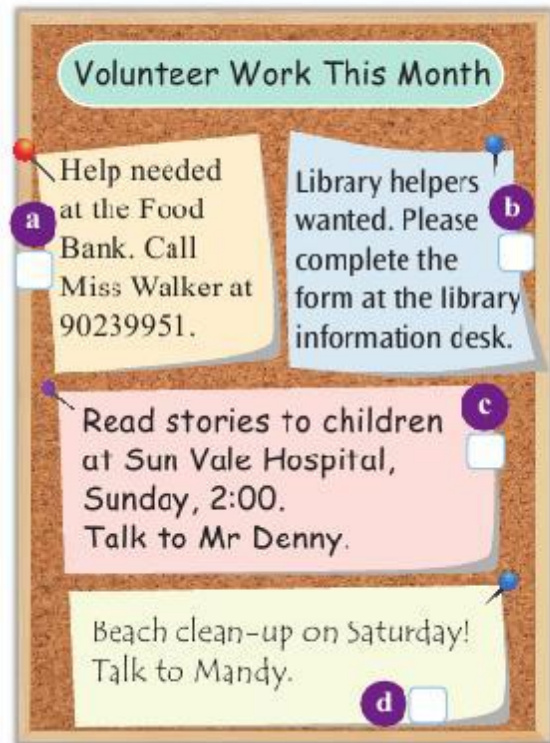 Volunteer Work This Month
a
Help needed
at the Food
Bank. Call
Miss Walker at
90239951.
b
Library helpers
wanted. Please
complete the
form at the library
information desk.
c
Read stories to children
at Sun Vale Hospital,
Sunday, 2:00.
Talk to Mr Denny.
Beach clean-up on Saturday!
Talk to Mandy.
d